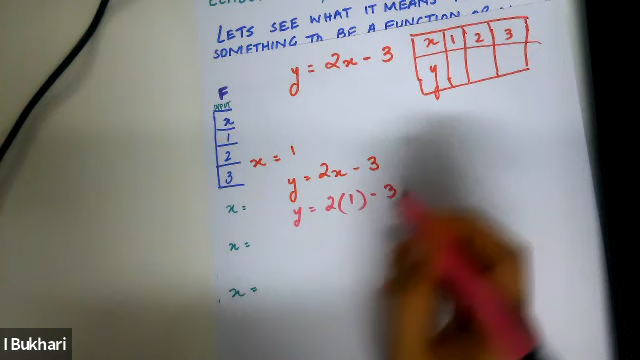 LETS SEE WHAT IT MEANS
SOMETHING TO BE A FUNCTION
y = 2x - 3
x 1 2 3
y
F
INPUT
x
1
2
3
x = 1
y = 2x - 3
y = 2(1) - 3
x =
x =
x =
I Bukhari